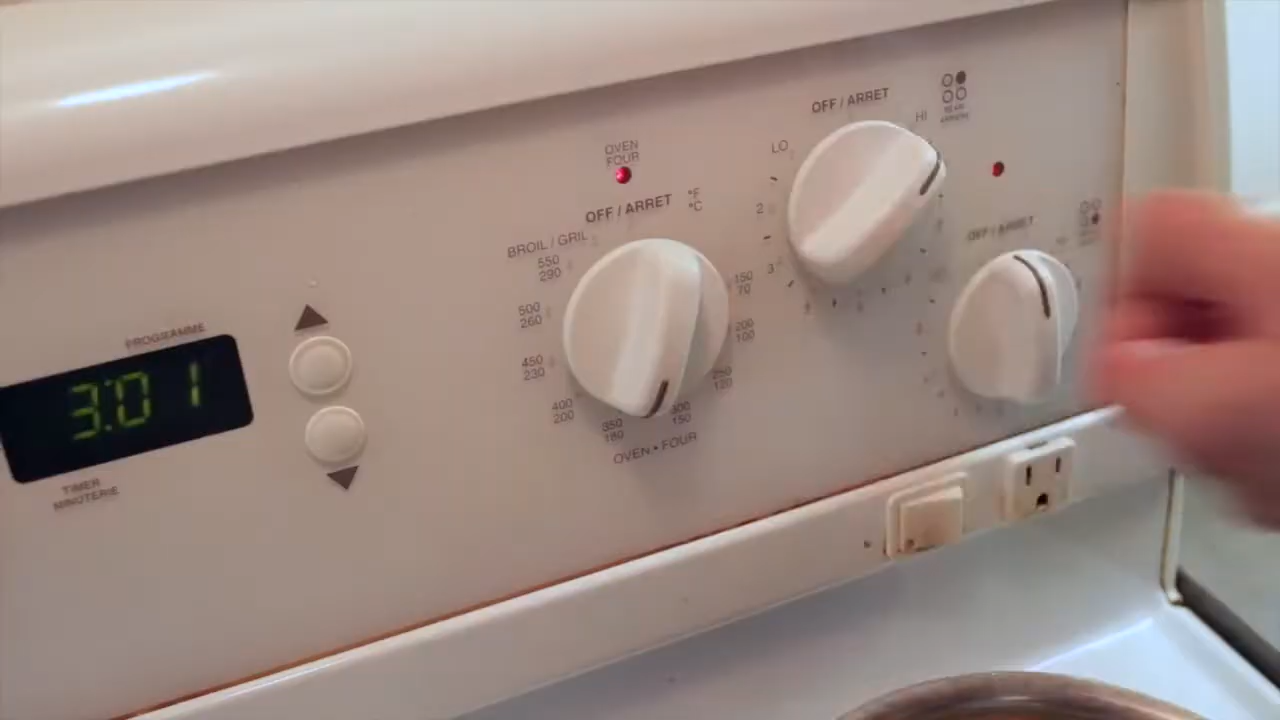 PROGRAMME
3:01
TIMER
MINUTERIE
OVEN
FOUR
OFF / ARRET
°F
°C
BROIL / GRIL
550
290
500
260
450
230
400
200
350
180
300
150
250
120
200
100
150
70
OVEN • FOUR
OFF / ARRET
HI
LO
2
3
REAR
ARRIERE
OFF / ARRET